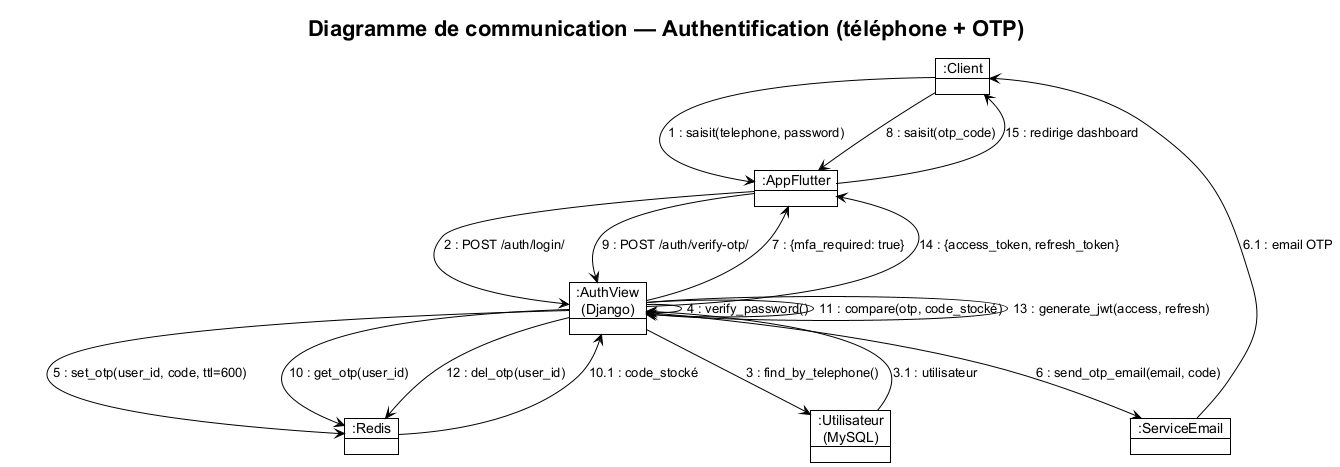 Diagramme de communication — Authentification (téléphone + OTP)
:Client
1 : saisit(telephone, password)
8 : saisit(otp_code)
15 : redirige dashboard
:AppFlutter
2 : POST /auth/login/
9 : POST /auth/verify-otp/
7 : {mfa_required: true}
14 : {access_token, refresh_token}
6.1 : email OTP
:AuthView
(Django)
4 : verify_password()
11 : compare(otp, code_stocké)
13 : generate_jwt(access, refresh)
5 : set_otp(user_id, code, ttl=600)
10 : get_otp(user_id)
12 : del_otp(user_id)
10.1 : code_stocké
3 : find_by_telephone()
3.1 : utilisateur
6 : send_otp_email(email, code)
:Redis
:Utilisateur
(MySQL)
:ServiceEmail